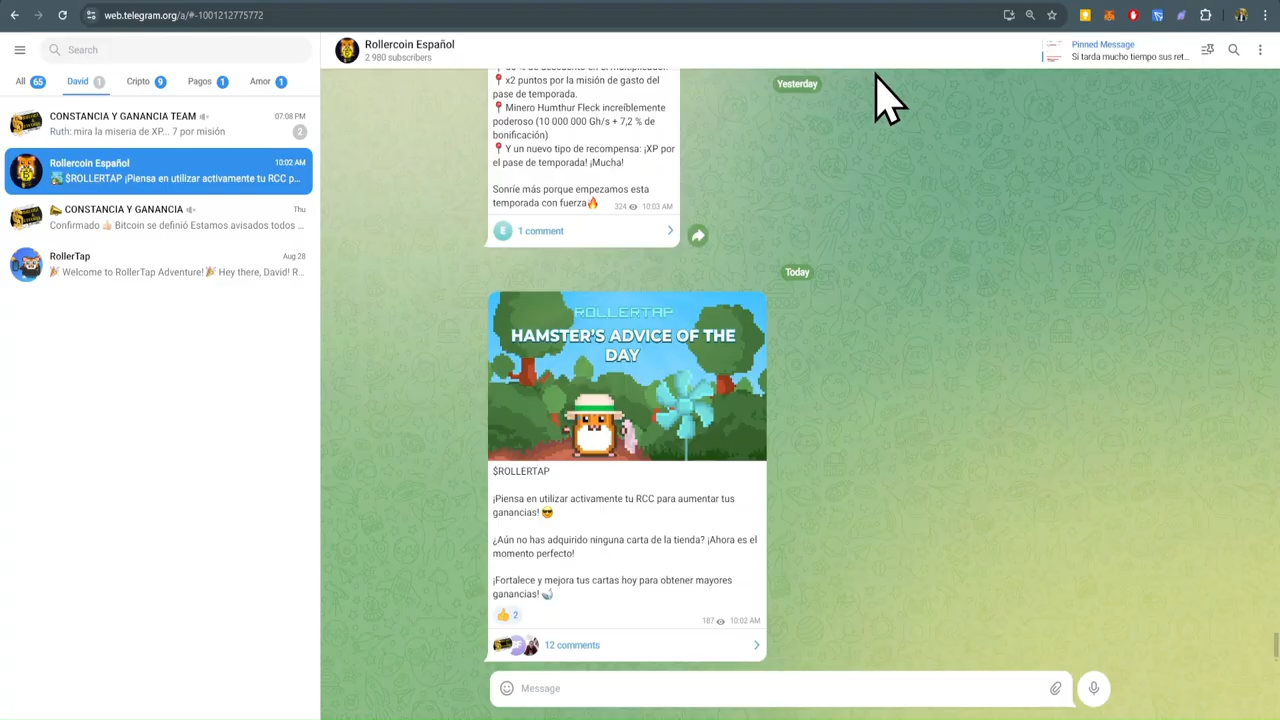 web.telegram.org/a/#-1001212775772
Search
All 65
David 1
Cripto 9
Pagos 1
Amor 1
CONSTANCIA Y GANANCIA TEAM
07:08 PM
Ruth: mira la miseria de XP... 7 por misión
2
Rollercoin Español
10:02 AM
$ROLLERTAP ¡Piensa en utilizar activamente tu RCC p...
CONSTANCIA Y GANANCIA
Thu
Confirmado 👍🏻 Bitcoin se definió Estamos avisados todos ...
RollerTap
Aug 28
🎉 Welcome to RollerTap Adventure!🎉 Hey there, David! R...
Rollercoin Español
2 980 subscribers
Pinned Message
Si tarda mucho tiempo sus ret...
Yesterday
📍x2 puntos por la misión de gasto del
pase de temporada.
📍Minero Humthur Fleck increíblemente
poderoso (10 000 000 Gh/s + 7,2 % de
bonificación)
📍Y un nuevo tipo de recompensa: ¡XP por
el pase de temporada! ¡Mucha!
Sonríe más porque empezamos esta
temporada con fuerza🔥
324 10:03 AM
E
1 comment
Today
ROLLERTAP
HAMSTER'S ADVICE OF THE
DAY
$ROLLERTAP
¡Piensa en utilizar activamente tu RCC para aumentar tus
ganancias! 😎
¿Aún no has adquirido ninguna carta de la tienda? ¡Ahora es el
momento perfecto!
¡Fortalece y mejora tus cartas hoy para obtener mayores
ganancias!
👍 2
187 10:02 AM
12 comments
Message